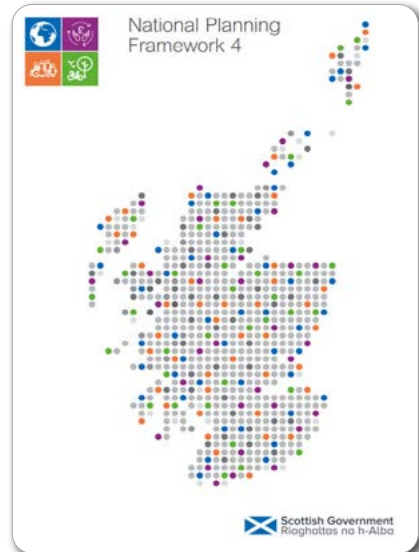 National Planning
Framework 4
Scottish Government
Riaghaltas na h-Alba